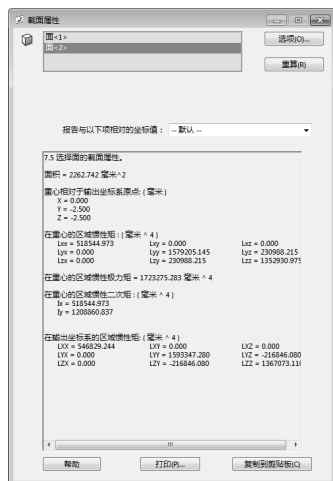 截面属性
面<1>
面<2>
选项(O)...
重算(R)
报告与以下项相对的坐标值： -- 默认 --
7.5 选择面的截面属性。
面积 = 2262.742 毫米^2
重心相对于输出坐标系原点: ( 毫米 )
X = 0.000
Y = -2.500
Z = -2.500
在重心的区域惯性矩: ( 毫米 ^ 4 )
Lxx = 518544.973 Lxy = 0.000 Lxz = 0.000
Lyx = 0.000 Lyy = 1579205.145 Lyz = 230988.215
Lzx = 0.000 Lzy = 230988.215 Lzz = 1352930.975
在重心的区域惯性极力矩 = 1723275.283 毫米 ^ 4
在重心的区域惯性二次矩: ( 毫米 ^ 4 )
Ix = 518544.973
Iy = 1208860.837
在输出坐标系的区域惯性矩: ( 毫米 ^ 4 )
LXX = 546829.244 LXY = 0.000 LXZ = 0.000
LYX = 0.000 LYY = 1593347.280 LYZ = -216846.080
LZX = 0.000 LZY = -216846.080 LZZ = 1367073.110
帮助 打印(P)... 复制到剪贴板(C)